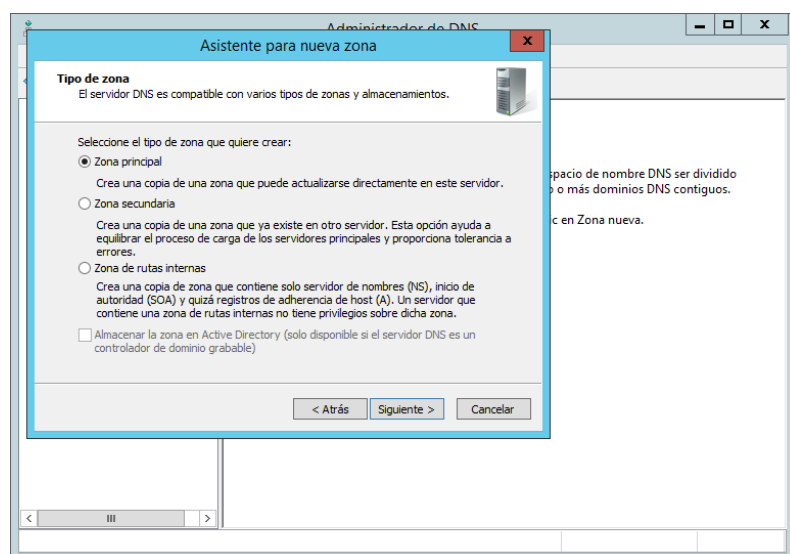 Administrador de DNS
Asistente para nueva zona
Tipo de zona
El servidor DNS es compatible con varios tipos de zonas y almacenamientos.
Seleccione el tipo de zona que quiere crear:
Zona principal
Crea una copia de una zona que puede actualizarse directamente en este servidor.
Zona secundaria
Crea una copia de una zona que ya existe en otro servidor. Esta opción ayuda a
equilibrar el proceso de carga de los servidores principales y proporciona tolerancia a
errores.
Zona de rutas internas
Crea una copia de zona que contiene solo servidor de nombres (NS), inicio de
autoridad (SOA) y quizá registros de adherencia de host (A). Un servidor que
contiene una zona de rutas internas no tiene privilegios sobre dicha zona.
Almacenar la zona en Active Directory (solo disponible si el servidor DNS es un
controlador de dominio grabable)
< Atrás
Siguiente >
Cancelar
de nombre DNS ser dividido
o más dominios DNS contiguos.
en Zona nueva.